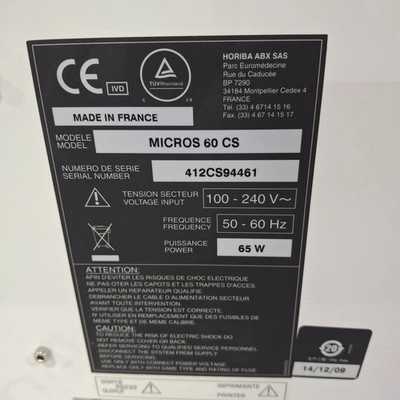 HORIBA ABX SAS
Parc Euromédecine
Rue du Caducée
BP 7290
34184 Montpellier Cedex 4
FRANCE
Tél. (33) 4 6714 15 16
Fax. (33) 4 67 14 15 17
CE
IVD
TÜVRheinland
C US
MADE IN FRANCE
MODELE
MODEL
MICROS 60 CS
NUMERO DE SERIE
SERIAL NUMBER
412CS94461
TENSION SECTEUR
VOLTAGE INPUT
100 - 240 V~
FREQUENCE
FREQUENCY
50 - 60 Hz
PUISSANCE
POWER
65 W
ATTENTION:
AFIN D'EVITER LES RISQUES DE CHOC ELECTRIQUE
NE PAS OTER LES CAPOTS ET LES TRAPPES D'ACCES
APPELER UN REPARATEUR QUALIFIE
DEBRANCHER LE CABLE D'ALIMENTATION SECTEUR
AVANT TOUTE INTERVENTION
VERIFIER QUE LA TENSION SECTEUR EST CORRECTE
N UTILISER EN REMPLACEMENT QUE DES FUSIBLES DE
MEME TYPE ET DE MEME CALIBRE
CAUTION:
TO REDUCE THE RISK OF ELECTRIC SHOCK DO
NOT REMOVE COVER OR BACK
REFER SERVICING TO QUALIFIED SERVICE PERSONNEL
DISCONNECT THE SYSTEM FROM SUPPLY
BEFORE SERVICING
USE ONLY WITH CORRECT POWER VOLTAGE
REPLACE ONLY WITH SAME TYPE AND RATING OF FUSE
20
14/12/09
SORTIE
OUTPUT
IMPRIMANTE
PRINTER